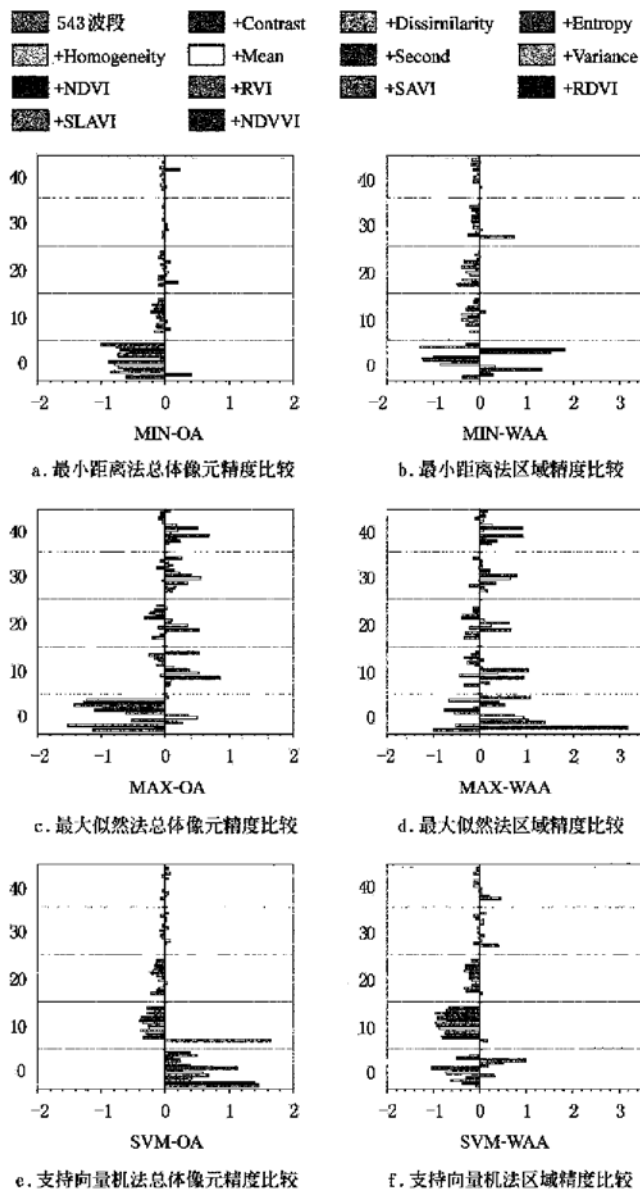 543波段 +Contrast +Dissirnilarity +Entropy
+Homogeneity +Mean +Second +Variance
+NDVI +RVI +SAVI +RDVI
+SLAVI +NDVVI
40
30
20
10
0
-2 -1 0 1 2
MIN-OA
a.最小距离法总体像元精度比较
40
30
20
10
0
-2 -1 0 1 2 3
MIN-WAA
b.最小距离法区域精度比较
40
30
20
10
0
-2 -1 0 1 2
MAX-OA
c.最大似然法总体像元精度比较
40
30
20
10
0
-2 -1 0 1 2 3
MAX-WAA
d.最大似然法区域精度比较
40
30
20
10
0
-2 -1 0 1 2
SVM-OA
e.支持向量机法总体像元精度比较
40
30
20
10
0
-2 -1 0 1 2 3
SVM-WAA
f.支持向量机法区域精度比较